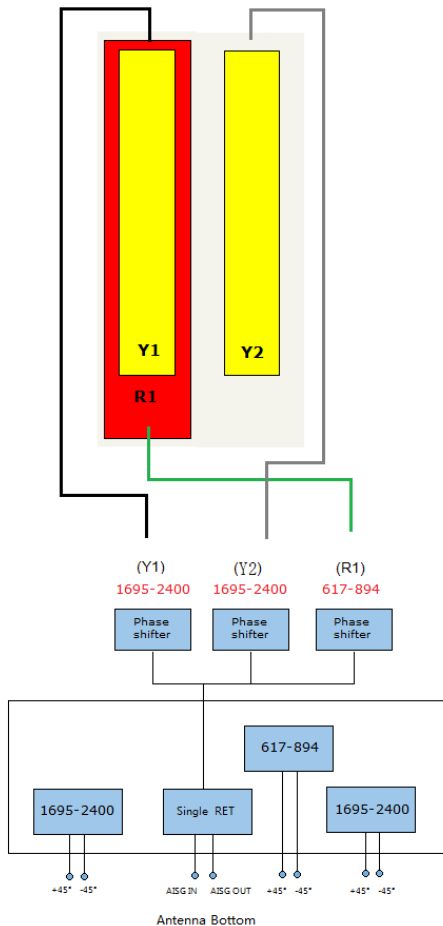 Y1
Y2
R1
(Y1)
(Y2)
(R1)
1695-2400
1695-2400
617-894
Phase
shifter
Phase
shifter
Phase
shifter
617-894
1695-2400
Single RET
1695-2400
+45° -45°
AISG IN
AISG OUT
+45° -45°
+45° -45°
Antenna Bottom